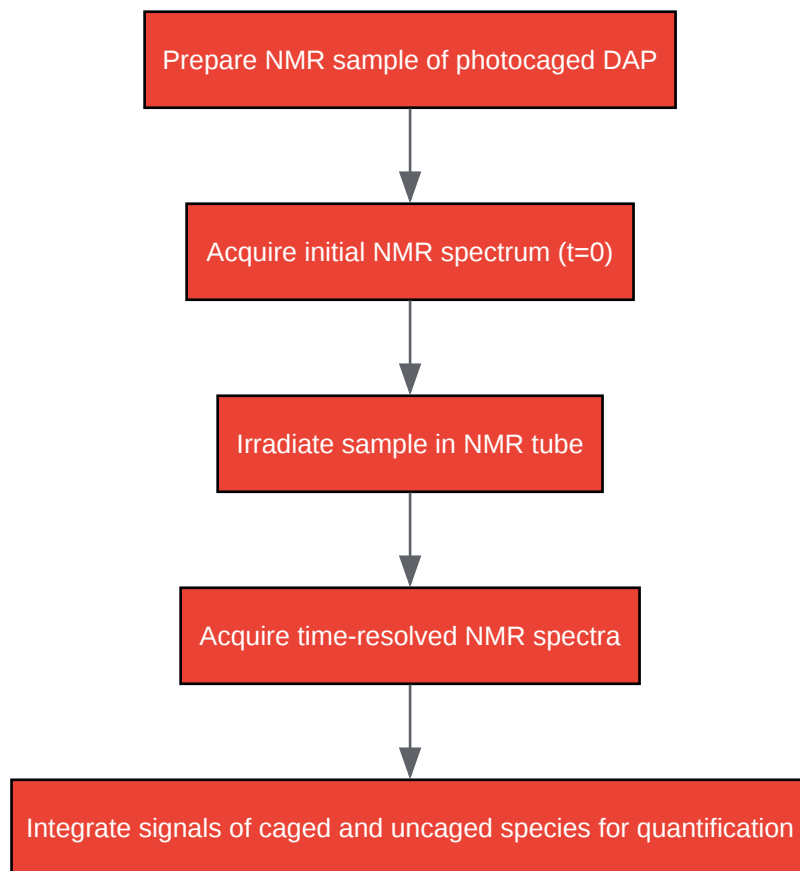 Prepare NMR sample of photocaged DAP
Acquire initial NMR spectrum (t=0)
Irradiate sample in NMR tube
Acquire time-resolved NMR spectra
Integrate signals of caged and uncaged species for quantification